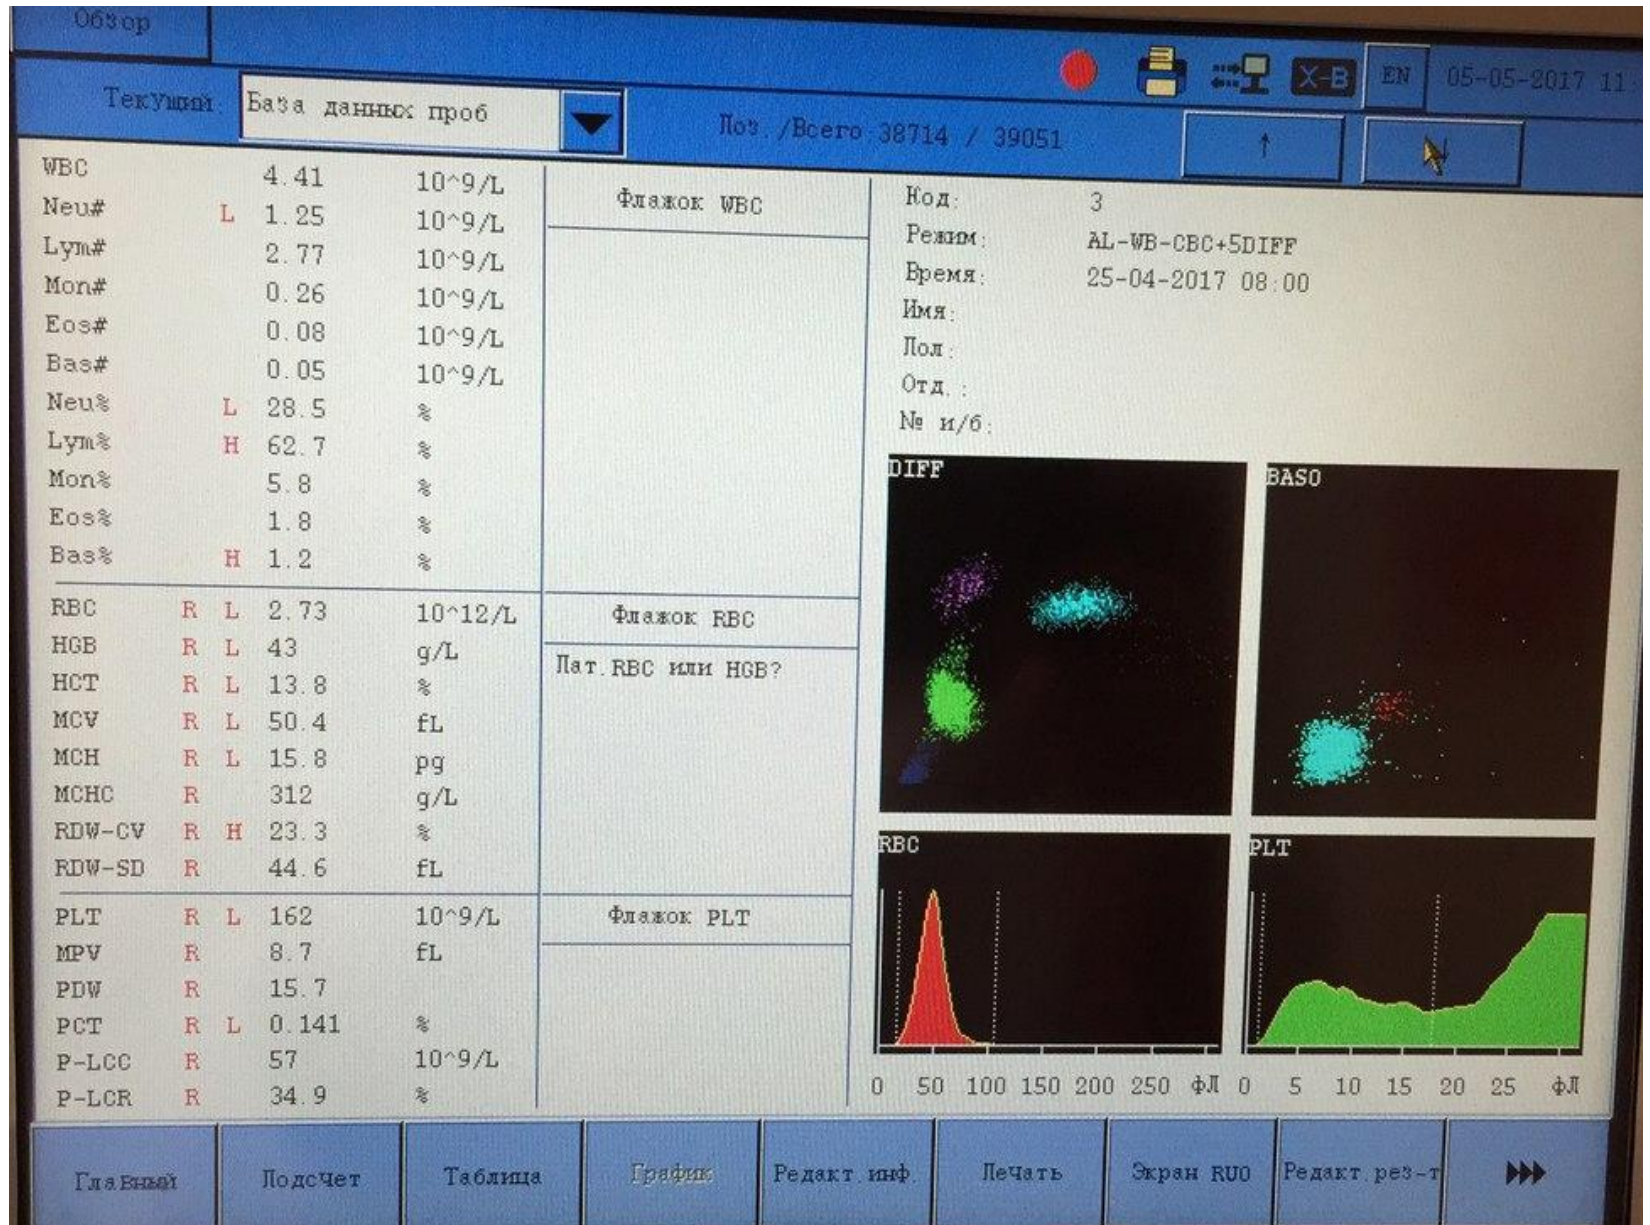 Обзор
EN 05-05-2017 11
Текущий: База данных проб
Поз./Всего 38714 / 39051
↑ ↓
WBC 4.41 10^9/L
Neu# L 1.25 10^9/L
Lym# 2.77 10^9/L
Mon# 0.26 10^9/L
Eos# 0.08 10^9/L
Bas# 0.05 10^9/L
Neu% L 28.5 %
Lym% H 62.7 %
Mon% 5.8 %
Eos% 1.8 %
Bas% H 1.2 %
RBC R L 2.73 10^12/L
HGB R L 43 g/L
HCT R L 13.8 %
MCV R L 50.4 fL
MCH R L 15.8 pg
MCHC R 312 g/L
RDW-CV R H 23.3 %
RDW-SD R 44.6 fL
PLT R L 162 10^9/L
MPV R 8.7 fL
PDW R 15.7
PCT R L 0.141 %
P-LCC R 57 10^9/L
P-LCR R 34.9 %
Флажок WBC
Флажок RBC
Пат.RBC или HGB?
Флажок PLT
Код: 3
Режим: AL-WB-CBC+5DIFF
Время: 25-04-2017 08:00
Имя:
Пол:
Отд.:
№ и/б:
DIFF
BASO
RBC
0 50 100 150 200 250 фЛ
PLT
0 5 10 15 20 25 фЛ
X-B
Главный Подсчет Таблица График Редакт.инф. Печать Экран RUO Редакт.рез-т